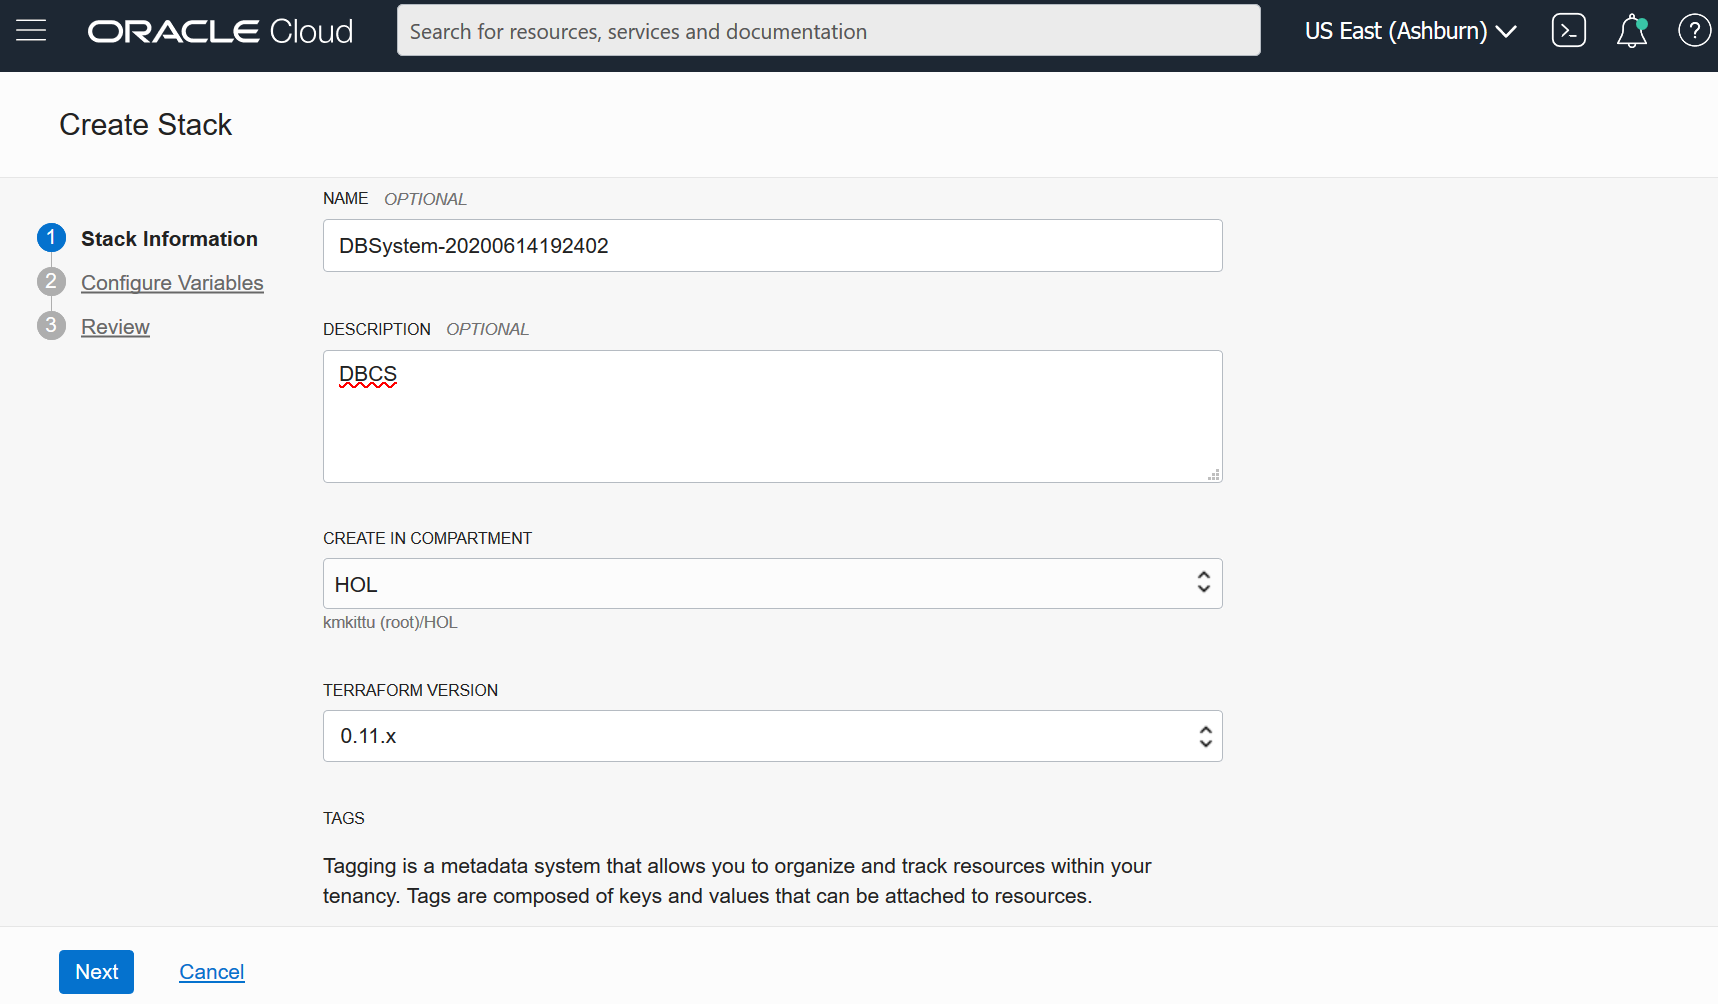 ORACLE Cloud
Search for resources, services and documentation
US East (Ashburn)
>_
?
Create Stack
1 Stack Information
2 Configure Variables
3 Review
NAME OPTIONAL
DBSystem-20200614192402
DESCRIPTION OPTIONAL
DBCS
CREATE IN COMPARTMENT
HOL
kmkittu (root)/HOL
TERRAFORM VERSION
0.11.x
TAGS
Tagging is a metadata system that allows you to organize and track resources within your
tenancy. Tags are composed of keys and values that can be attached to resources.
Next Cancel